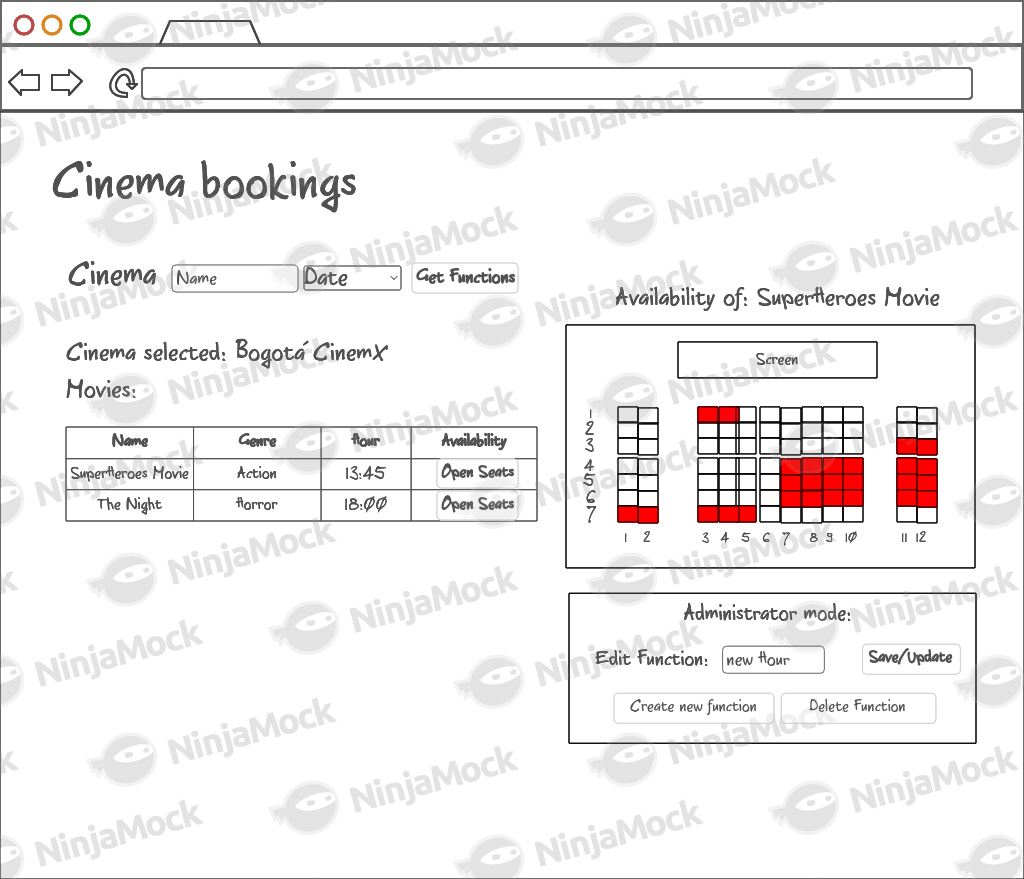 Cinema bookings
Cinema Name Date Get Functions
Cinema selected: Bogotá CinemX
Movies:
Name Genre Hour Availability
SuperHeroes Movie Action 13:45 Open Seats
The Night Horror 18:00 Open Seats
Availability of: SuperHeroes Movie
Screen
1
2
3
4
5
6
7
1 2 3 4 5 6 7 8 9 10 11 12
Administrator mode:
Edit Function: new Hour Save/Update
Create new function Delete Function
NinjaMock